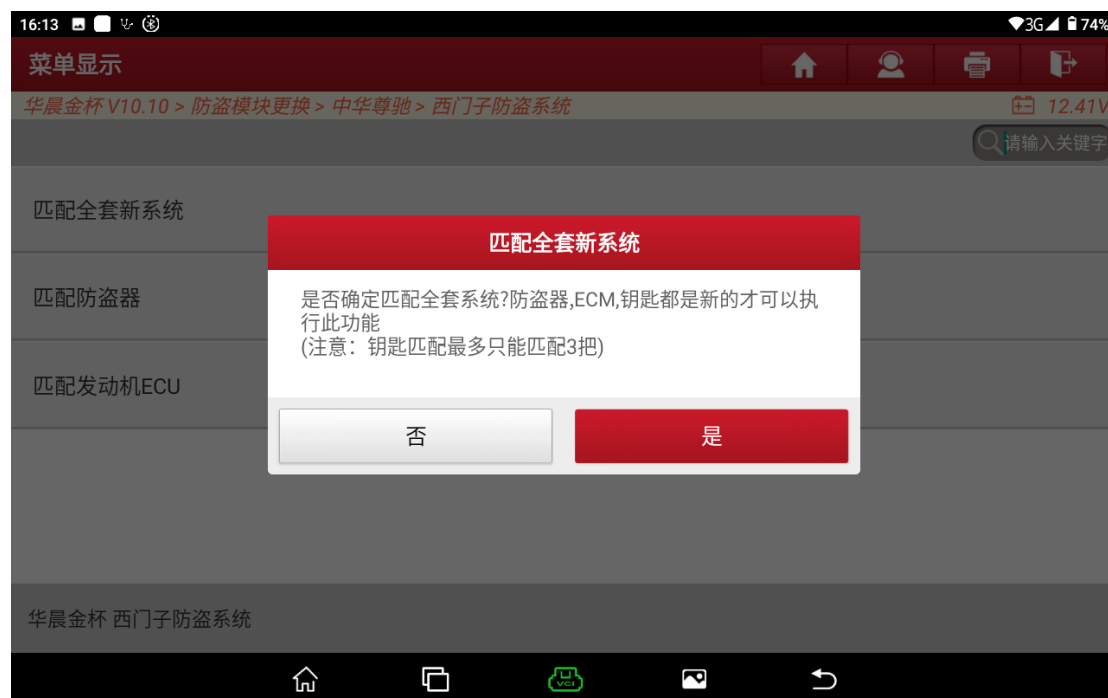 16:13
3G 74%
菜单显示
华晨金杯 V10.10 > 防盗模块更换 > 中华尊驰 > 西门子防盗系统
12.41V
请输入关键字
匹配全套新系统
匹配全套新系统
匹配防盗器
是否确定匹配全套系统?防盗器,ECM,钥匙都是新的才可以执
行此功能
(注意：钥匙匹配最多只能匹配3把)
匹配发动机ECU
否
是
华晨金杯 西门子防盗系统
VCI